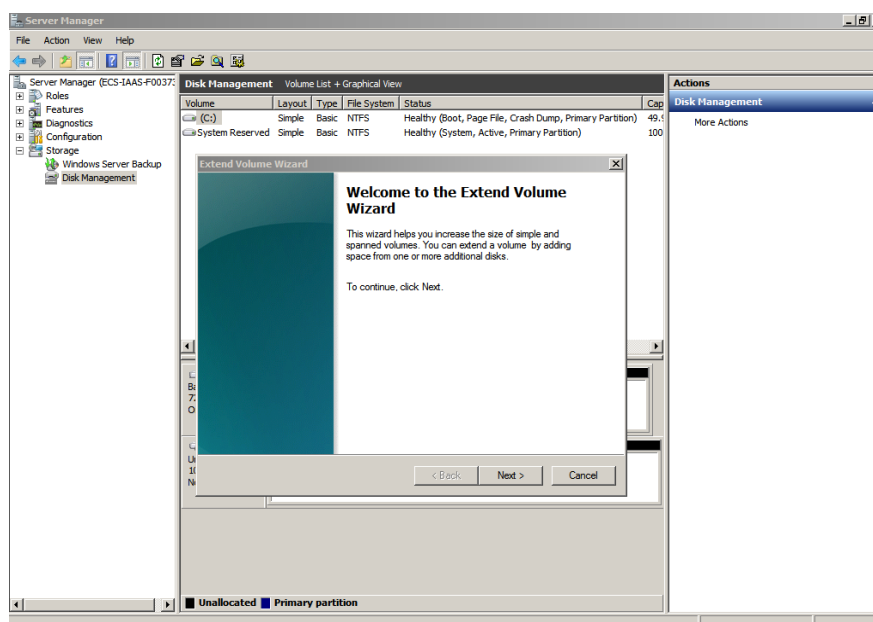 Server Manager
File Action View Help
Server Manager (ECS-IAAS-F0037
Roles
Features
Diagnostics
Configuration
Storage
Windows Server Backup
Disk Management
Disk Management Volume List + Graphical View
Volume Layout Type File System Status Cap
(C:) Simple Basic NTFS Healthy (Boot, Page File, Crash Dump, Primary Partition) 49.
System Reserved Simple Basic NTFS Healthy (System, Active, Primary Partition) 100
Extend Volume Wizard
Welcome to the Extend Volume
Wizard
This wizard helps you increase the size of simple and
spanned volumes. You can extend a volume by adding
space from one or more additional disks.
To continue, click Next.
< Back Next > Cancel
Ba
O
10
Unallocated Primary partition
Actions
Disk Management
More Actions